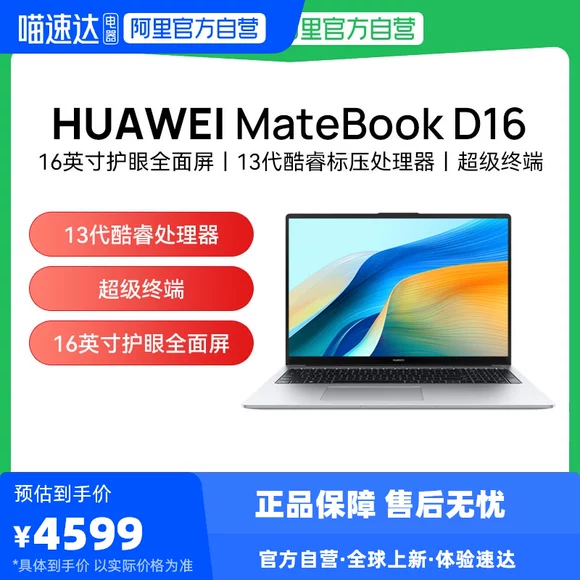 喵速达电器 阿里官方自营 阿里官方自营
HUAWEI MateBook D16
16英寸护眼全面屏丨13代酷睿标压处理器丨超级终端
13代酷睿处理器
超级终端
16英寸护眼全面屏
HUAWEI
预估到手价
¥4599
*具体到手价 以实际价格为准
正品保障 售后无忧
官方自营·全球上新·体验速达